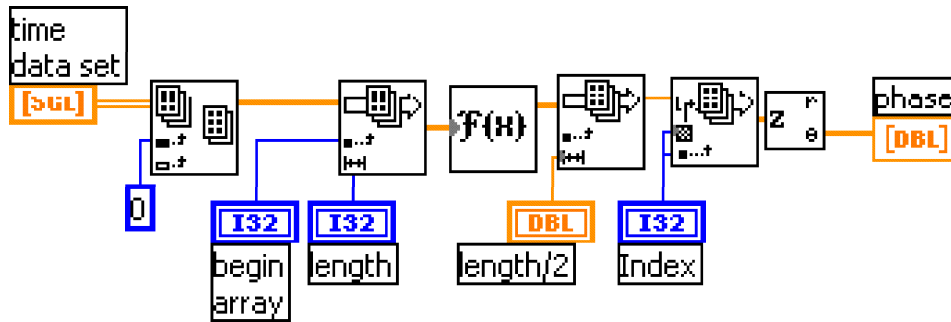 time
data set
[SGL]
0
I32
begin
array
I32
length
F(x)
DBL
length/2
I32
Index
z
r
θ
phase
[DBL]